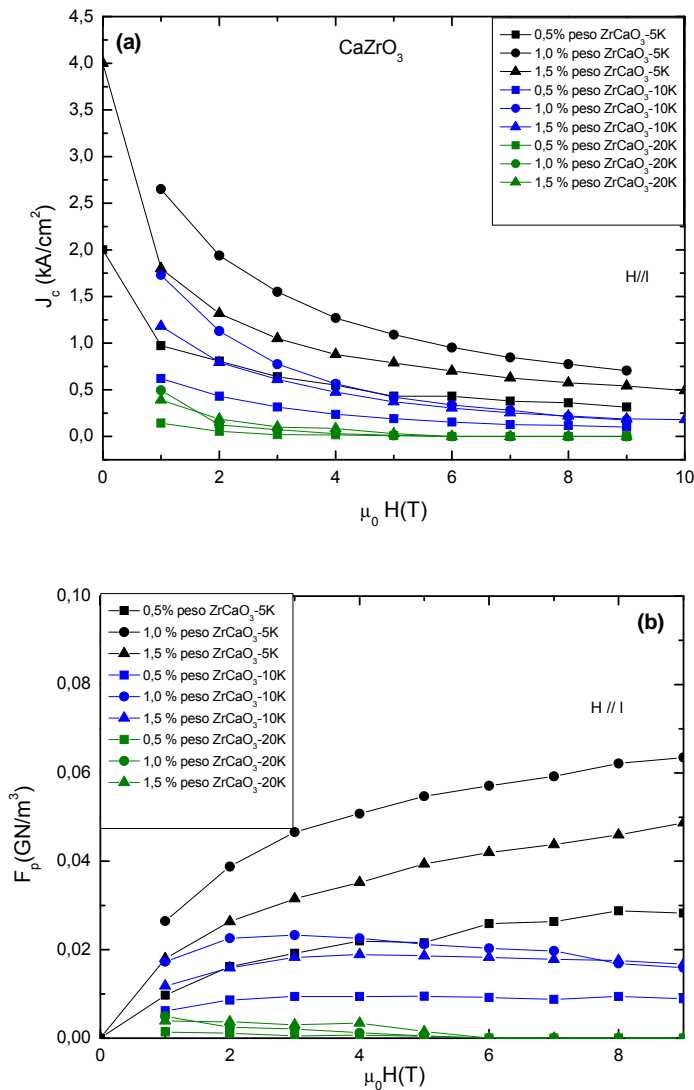 (a)
CaZrO₃
0,5% peso ZrCaO₃-5K
1,0% peso ZrCaO₃-5K
1,5% peso ZrCaO₃-5K
0,5 % peso ZrCaO₃-10K
1,0 % peso ZrCaO₃-10K
1,5 % peso ZrCaO₃-10K
0,5 % peso ZrCaO₃-20K
1,0 % peso ZrCaO₃-20K
1,5 % peso ZrCaO₃-20K
H//I
4,5
4,0
3,5
3,0
2,5
2,0
1,5
1,0
0,5
0,0
J_c (kA/cm²)
0 2 4 6 8 10
μ₀ H(T)
(b)
0,5% peso ZrCaO₃-5K
1,0 % peso ZrCaO₃-5K
1,5 % peso ZrCaO₃-5K
0,5 % peso ZrCaO₃-10K
1,0 % peso ZrCaO₃-10K
1,5 % peso ZrCaO₃-10K
0,5 % peso ZrCaO₃-20K
1,0 % peso ZrCaO₃-20K
1,5 % peso ZrCaO₃-20K
H // I
0,10
0,08
0,06
0,04
0,02
0,00
F_p(GN/m³)
0 2 4 6 8
μ₀H(T)